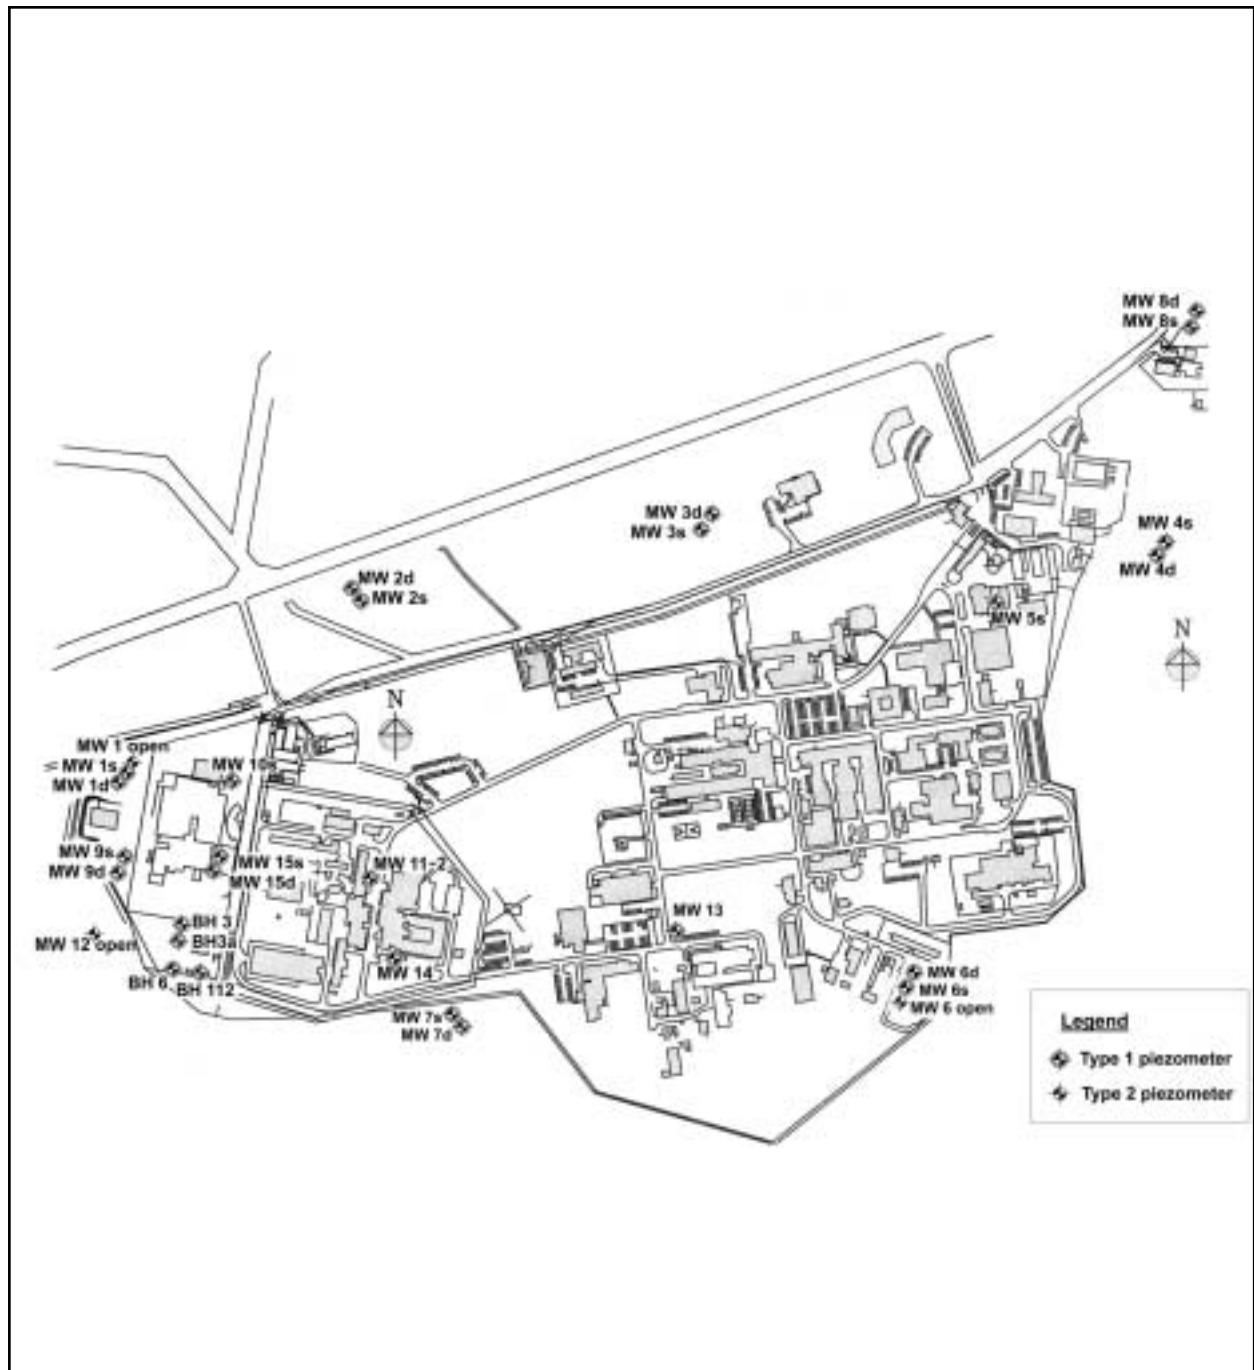 MW 8d
MW 8s
MW 3d
MW 3s
MW 4s
MW 4d
MW 2d
MW 2s
MW 5s
N
N
MW 1 open
MW 1s
MW 1d
MW 10s
MW 9s
MW 9d
MW 15s
MW 15d
MW 11-2
MW 13
BH 3
BH3a
MW 12 open
BH 6
BH 112
MW 14
MW 6d
MW 6s
MW 6 open
MW 7s
MW 7d
Legend
Type 1 piezometer
Type 2 piezometer